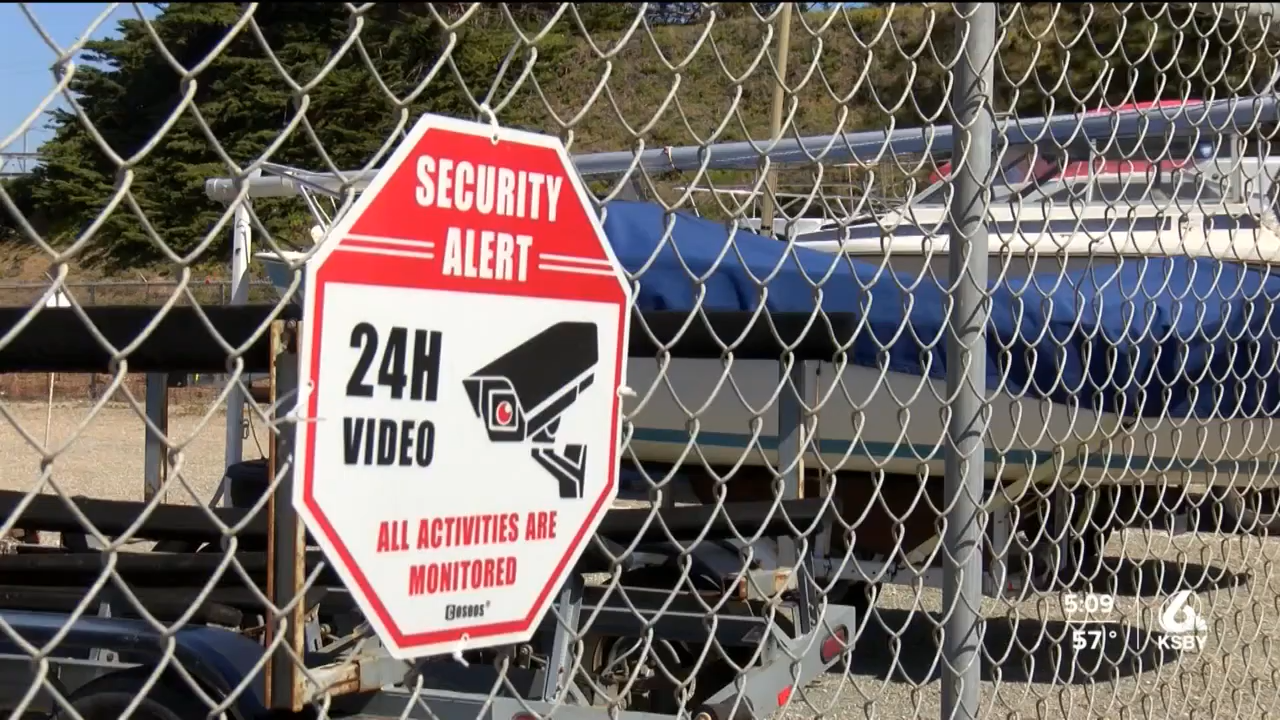 SECURITY
ALERT
24H
VIDEO
ALL ACTIVITIES ARE
MONITORED
5:09
57°
6
KSBY